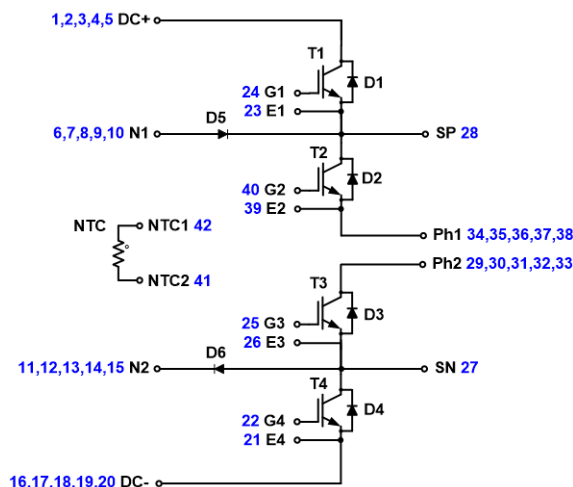 1,2,3,4,5 DC+
T1
D1
24 G1
23 E1
D5
6,7,8,9,10 N1
SP 28
T2
D2
40 G2
39 E2
NTC
NTC1 42
Ph1 34,35,36,37,38
Ph2 29,30,31,32,33
NTC2 41
T3
D3
25 G3
26 E3
D6
11,12,13,14,15 N2
SN 27
T4
D4
22 G4
21 E4
16,17,18,19,20 DC-